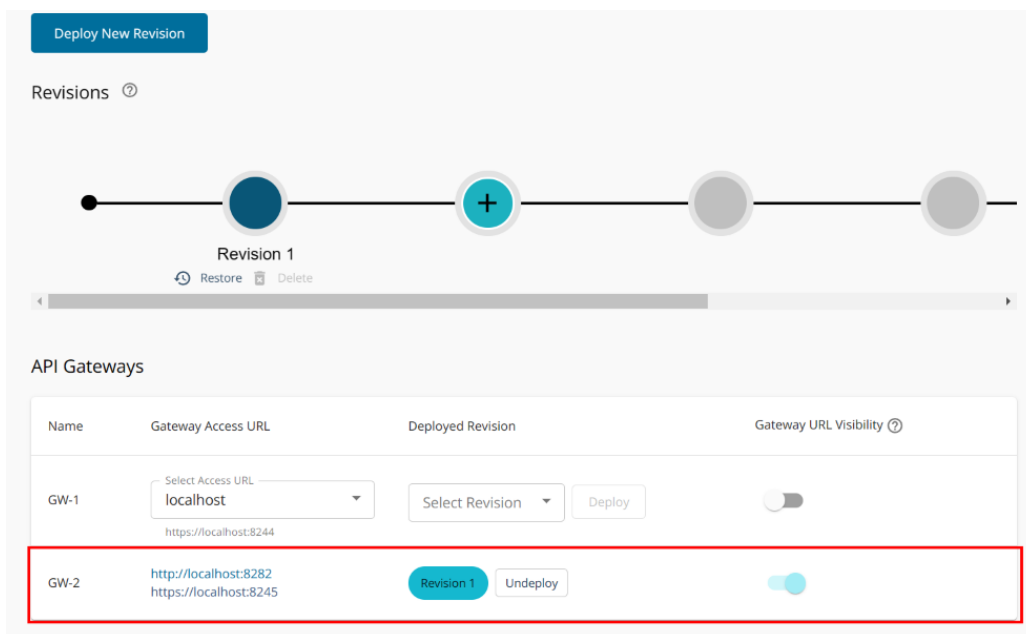 Deploy New Revision
Revisions
Revision 1
Restore Delete
API Gateways
Name Gateway Access URL Deployed Revision Gateway URL Visibility
Select Access URL
GW-1 localhost Select Revision Deploy
https://localhost:8244
GW-2 http://localhost:8282 Revision 1 Undeploy
https://localhost:8245